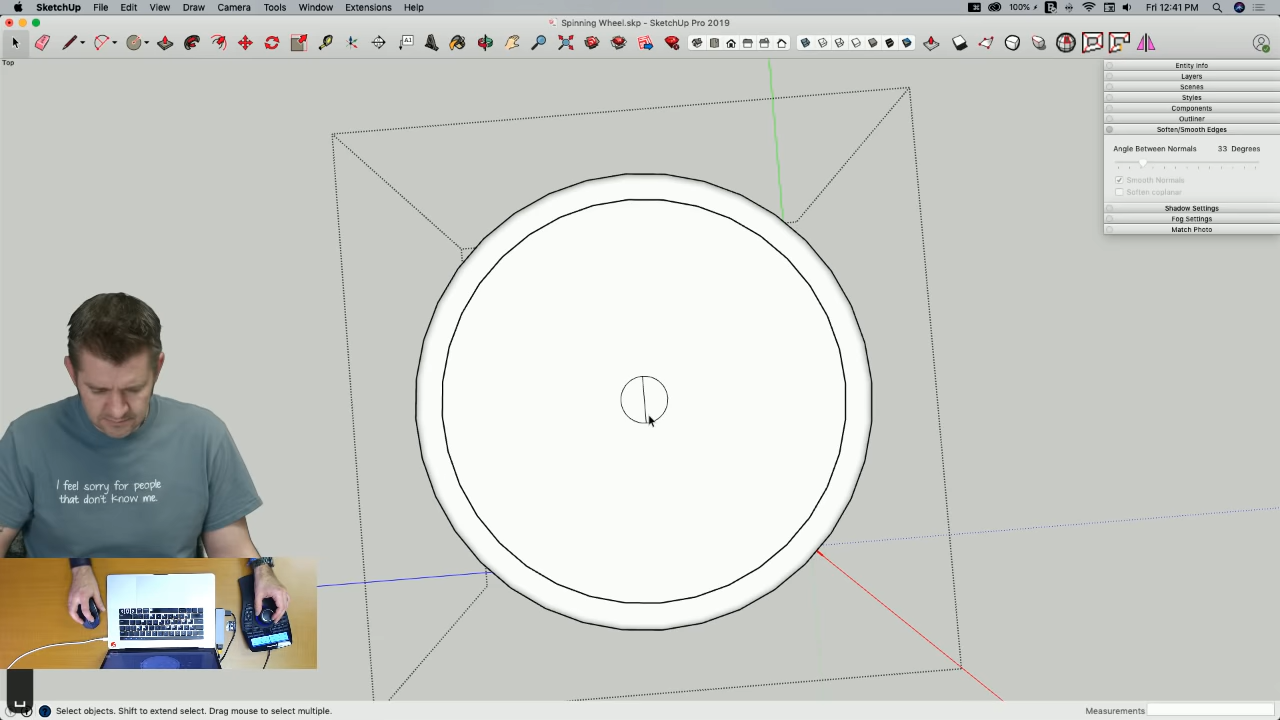 SketchUp File Edit View Draw Camera Tools Window Extensions Help 100% Fri 12:41 PM
Spinning Wheel.skp - SketchUp Pro 2019
Top
Entity Info
Layers
Scenes
Styles
Components
Outliner
Soften/Smooth Edges
Angle Between Normals 33 Degrees
Smooth Normals
Soften coplanar
Shadow Settings
Fog Settings
Match Photo
I feel sorry for people
that don't know me.
Select objects. Shift to extend select. Drag mouse to select multiple. Measurements